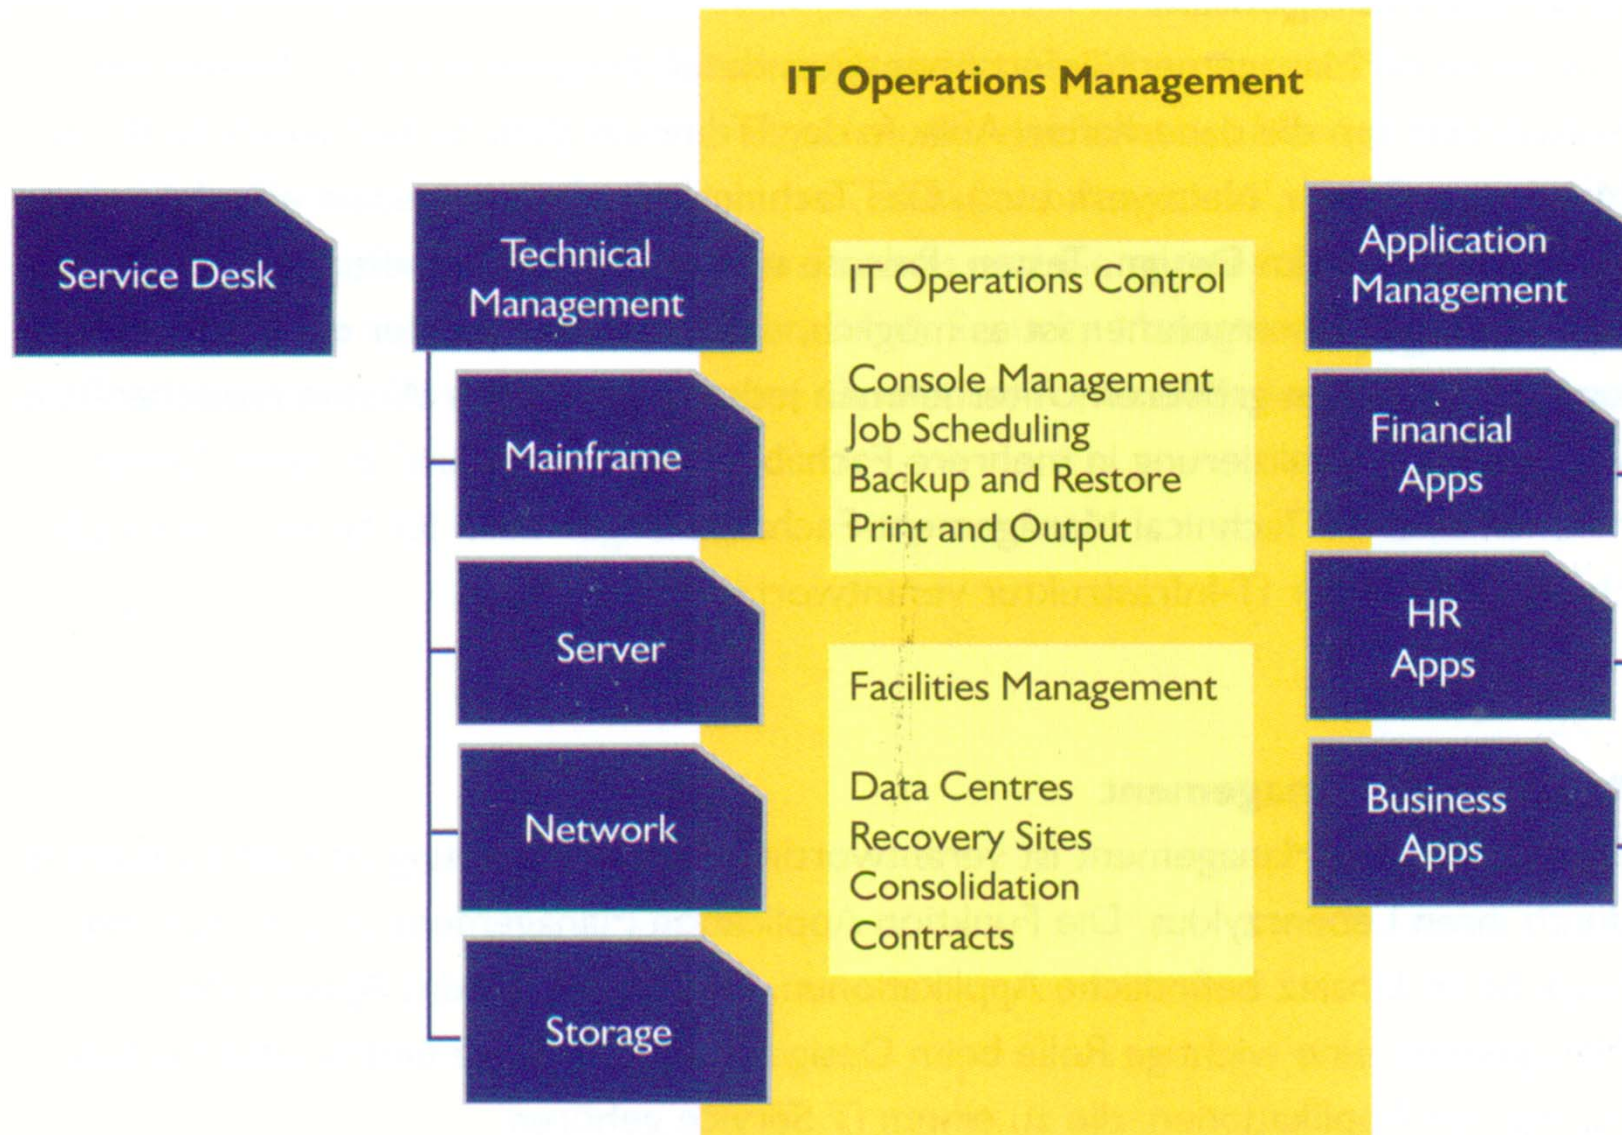 IT Operations Management
Service Desk
Technical
Management
Mainframe
Server
Network
Storage
IT Operations Control
Console Management
Job Scheduling
Backup and Restore
Print and Output
Facilities Management
Data Centres
Recovery Sites
Consolidation
Contracts
Application
Management
Financial
Apps
HR
Apps
Business
Apps